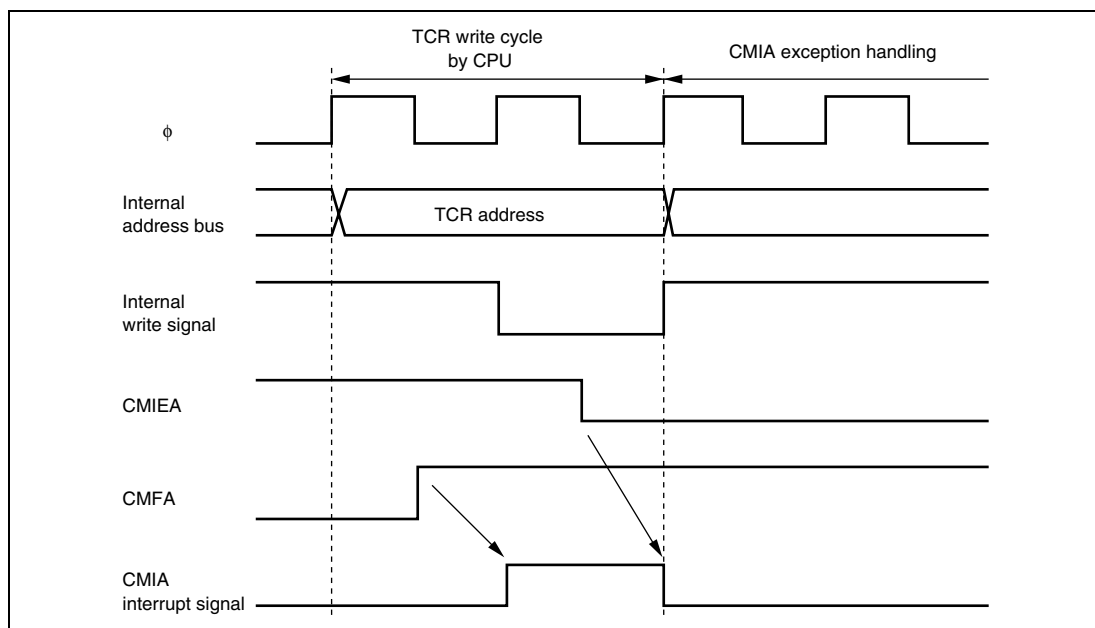 TCR write cycle
by CPU
CMIA exception handling
ϕ
Internal
address bus
TCR address
Internal
write signal
CMIEA
CMFA
CMIA
interrupt signal